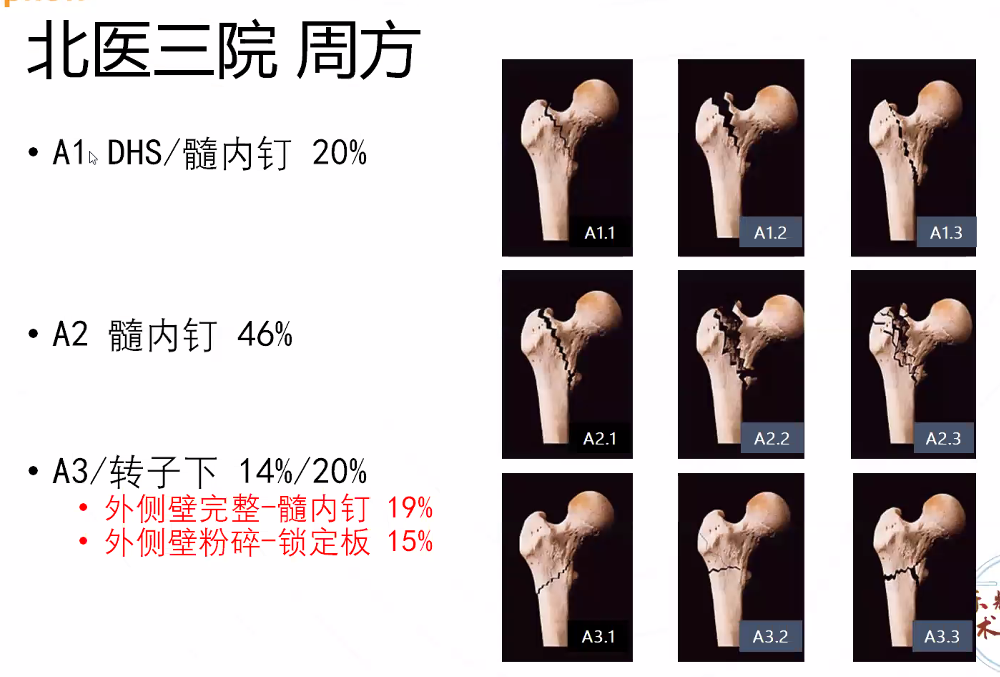 北医三院 周方
• A1 DHS/髓内钉 20%
• A2 髓内钉 46%
• A3/转子下 14%/20%
• 外侧壁完整-髓内钉 19%
• 外侧壁粉碎-锁定板 15%
A1.1
A1.2
A1.3
A2.1
A2.2
A2.3
A3.1
A3.2
A3.3
术